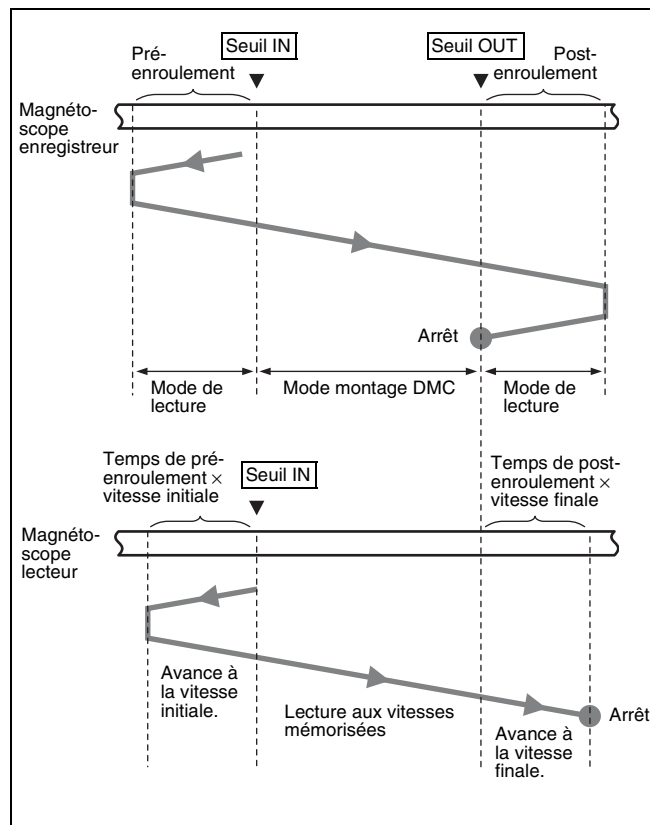 Pré-
enroulement
Seuil IN
Seuil OUT
Post-
enroulement
Magnéto-
scope
enregistreur
Arrêt
Mode de
lecture
Mode montage DMC
Mode de
lecture
Temps de pré-
enroulement ×
vitesse initiale
Seuil IN
Temps de post-
enroulement ×
vitesse finale
Magnéto-
scope
lecteur
Avance à
la vitesse
initiale.
Lecture aux vitesses
mémorisées
Avance à
la vitesse
finale.
Arrêt